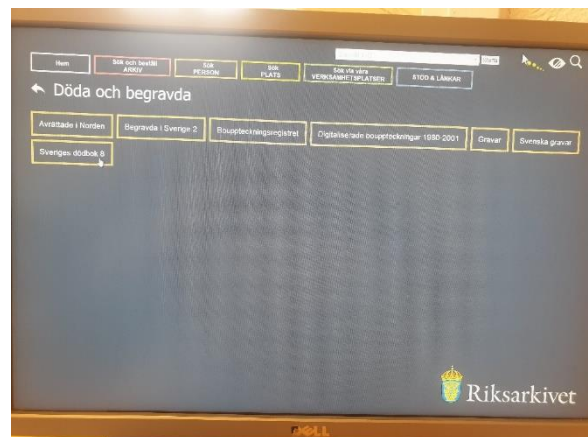 Starta
Hem
Sök och beställ
ARKIV
Sök
PERSON
Sök
PLATS
Sök via våra
VERKSAMHETSPLATSER
STÖD & LÄNKAR
Döda och begravda
Avrättade i Norden
Begravda i Sverige 2
Bouppteckningsregistret
Digitaliserade bouppteckningar 1980-2001
Gravar
Svenska gravar
Sveriges dödbok 8
Riksarkivet
DELL